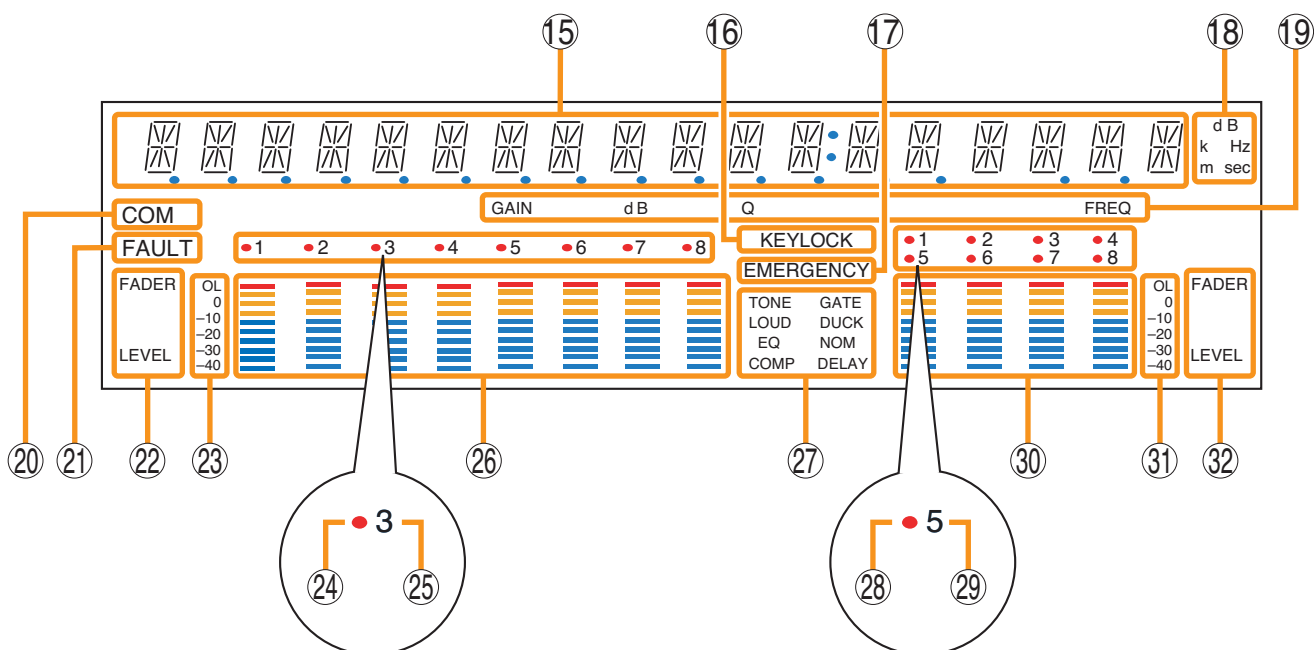 15 16 17 18 19
d B
k Hz
m sec
GAIN d B Q FREQ
COM
FAULT
1 2 3 4 5 6 7 8
KEYLOCK
EMERGENCY
1 2 3 4
5 6 7 8
FADER
LEVEL
OL
0
–10
–20
–30
–40
TONE GATE
LOUD DUCK
EQ NOM
COMP DELAY
OL
0
–10
–20
–30
–40
FADER
LEVEL
20 21 22 23 26 27 30 31 32
3
24 25
5
28 29